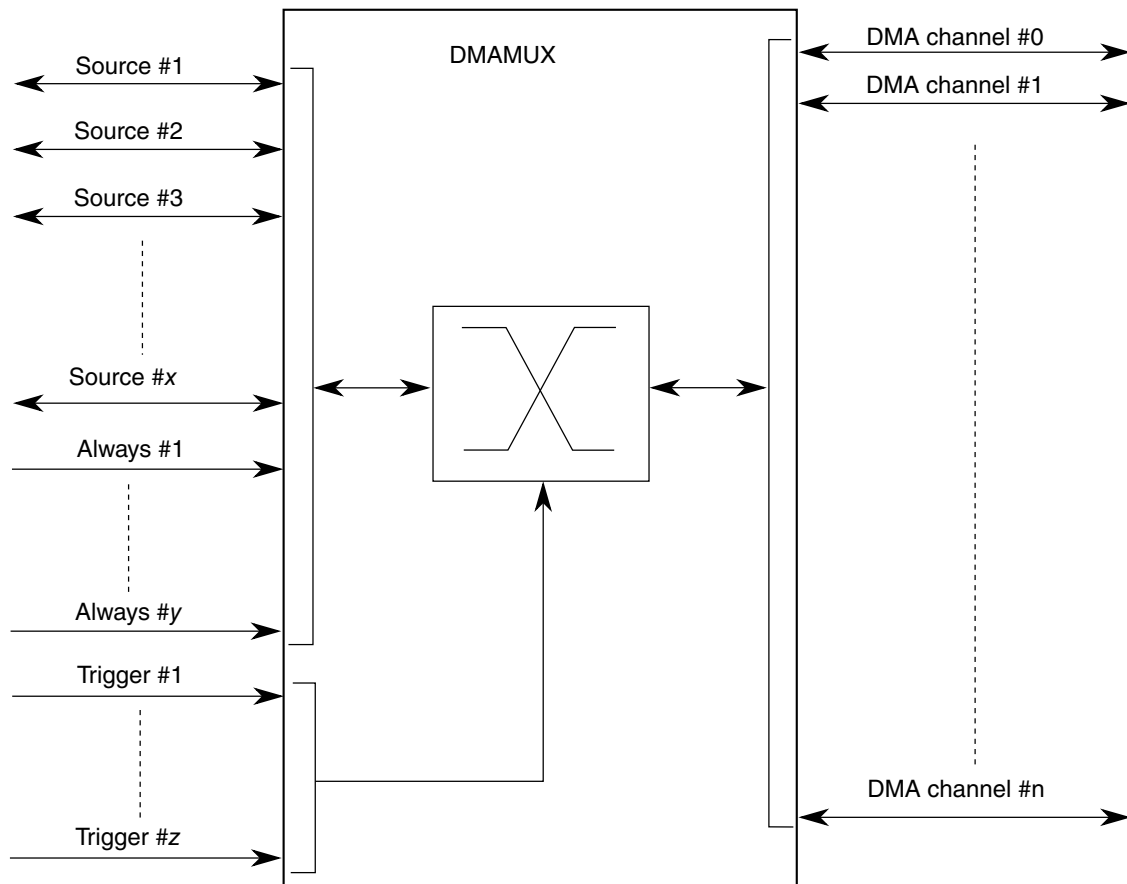 DMAMUX
Source #1
Source #2
Source #3
Source #x
Always #1
Always #y
Trigger #1
Trigger #z
DMA channel #0
DMA channel #1
DMA channel #n